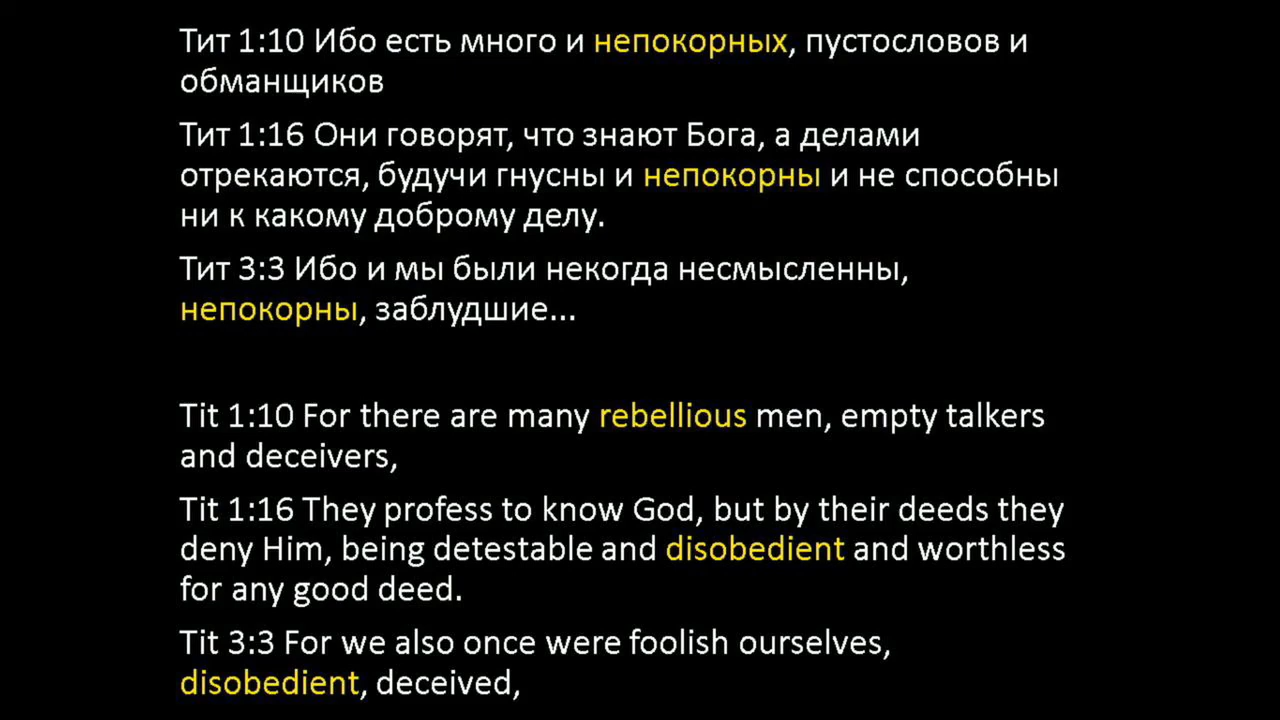 Тит 1:10 Ибо есть много и непокорных, пустословов и
обманщиков
Тит 1:16 Они говорят, что знают Бога, а делами
отрекаются, будучи гнусны и непокорны и не способны
ни к какому доброму делу.
Тит 3:3 Ибо и мы были некогда несмысленны,
непокорны, заблудшие...
Tit 1:10 For there are many rebellious men, empty talkers
and deceivers,
Tit 1:16 They profess to know God, but by their deeds they
deny Him, being detestable and disobedient and worthless
for any good deed.
Tit 3:3 For we also once were foolish ourselves,
disobedient, deceived,